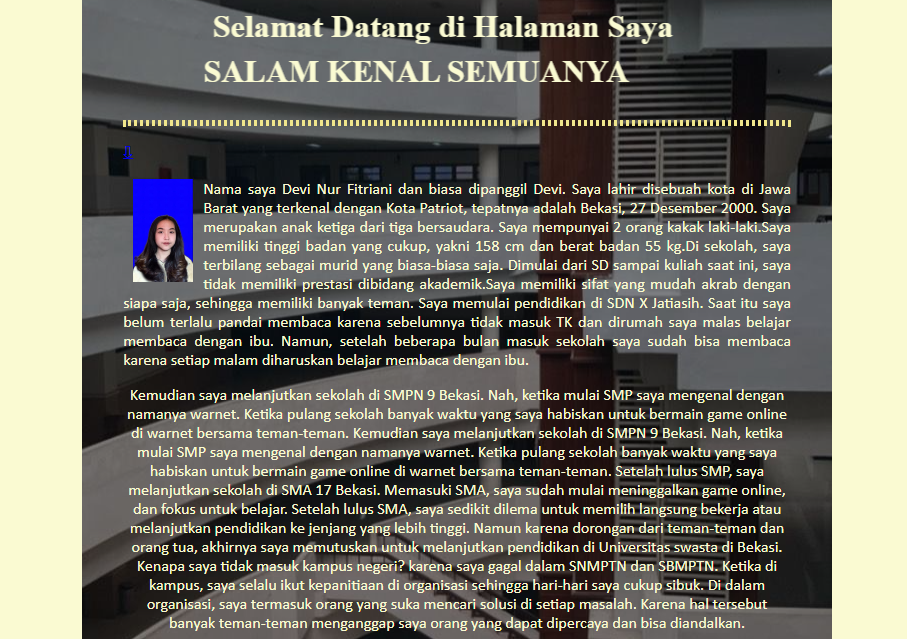 Selamat Datang di Halaman Saya
SALAM KENAL SEMUANYA
1
Nama saya Devi Nur Fitriani dan biasa dipanggil Devi. Saya lahir disebuah kota di Jawa
Barat yang terkenal dengan Kota Patriot, tepatnya adalah Bekasi, 27 Desember 2000. Saya
merupakan anak ketiga dari tiga bersaudara. Saya mempunyai 2 orang kakak laki-laki.Saya
memiliki tinggi badan yang cukup, yakni 158 cm dan berat badan 55 kg.Di sekolah, saya
terbilang sebagai murid yang biasa-biasa saja. Dimulai dari SD sampai kuliah saat ini, saya
tidak memiliki prestasi dibidang akademik.Saya memiliki sifat yang mudah akrab dengan
siapa saja, sehingga memiliki banyak teman. Saya memulai pendidikan di SDN X Jatiasih. Saat itu saya
belum terlalu pandai membaca karena sebelumnya tidak masuk TK dan dirumah saya malas belajar
membaca dengan ibu. Namun, setelah beberapa bulan masuk sekolah saya sudah bisa membaca
karena setiap malam diharuskan belajar membaca dengan ibu.
Kemudian saya melanjutkan sekolah di SMPN 9 Bekasi. Nah, ketika mulai SMP saya mengenal dengan
namanya warnet. Ketika pulang sekolah banyak waktu yang saya habiskan untuk bermain game online
di warnet bersama teman-teman. Kemudian saya melanjutkan sekolah di SMPN 9 Bekasi. Nah, ketika
mulai SMP saya mengenal dengan namanya warnet. Ketika pulang sekolah banyak waktu yang saya
habiskan untuk bermain game online di warnet bersama teman-teman. Setelah lulus SMP, saya
melanjutkan sekolah di SMA 17 Bekasi. Memasuki SMA, saya sudah mulai meninggalkan game online,
dan fokus untuk belajar. Setelah lulus SMA, saya sedikit dilema untuk memilih langsung bekerja atau
melanjutkan pendidikan ke jenjang yang lebih tinggi. Namun karena dorongan dari teman-teman dan
orang tua, akhirnya saya memutuskan untuk melanjutkan pendidikan di Universitas swasta di Bekasi.
Kenapa saya tidak masuk kampus negeri? karena saya gagal dalam SNMPTN dan SBMPTN. Ketika di
kampus, saya selalu ikut kepanitiaan di organisasi sehingga hari-hari saya cukup sibuk. Di dalam
organisasi, saya termasuk orang yang suka mencari solusi di setiap masalah. Karena hal tersebut
banyak teman-teman menganggap saya orang yang dapat dipercaya dan bisa diandalkan.